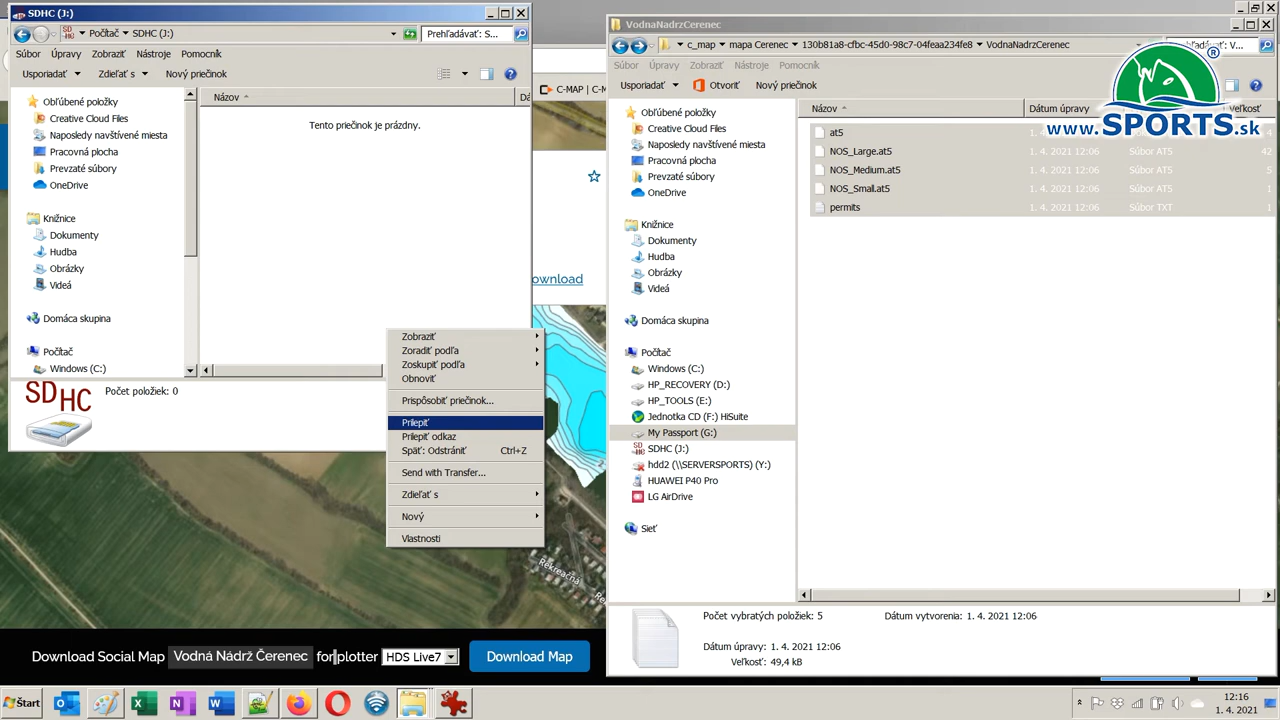 SDHC (J:)
Počítač
SDHC (J:)
Prehľadávať: S...
Súbor
Úpravy
Zobraziť
Nástroje
Pomocník
Usporiadať
Zdieľať s
Nový priečinok
Obľúbené položky
Creative Cloud Files
Naposledy navštívené miesta
Pracovná plocha
Prevzaté súbory
OneDrive
Knižnice
Dokumenty
Hudba
Obrázky
Videá
Domáca skupina
Počítač
Windows (C:)
Názov
Tento priečinok je prázdny.
SD HC
Počet položiek: 0
Zobraziť
Zoradiť podľa
Zoskupiť podľa
Obnoviť
Prispôsobiť priečinok...
Prilepiť
Prilepiť odkaz
Späť: Odstrániť Ctrl+Z
Send with Transfer...
Zdieľať s
Nový
Vlastnosti
C-MAP | C-M
ownload
Rekreačná
VodnaNadrzCerenec
c_map
mapa Cerenec
130b81a8-cfbc-45d0-98c7-04feaa234fe8
VodnaNadrzCerenec
Súbor
Úpravy
Zobraziť
Nástroje
Pomocník
Usporiadať
Otvoriť
Nový priečinok
www.SPORTS.sk
®
Obľúbené položky
Creative Cloud Files
Naposledy navštívené miesta
Pracovná plocha
Prevzaté súbory
OneDrive
Knižnice
Dokumenty
Hudba
Obrázky
Videá
Domáca skupina
Počítač
Windows (C:)
HP_RECOVERY (D:)
HP_TOOLS (E:)
Jednotka CD (F:) HiSuite
My Passport (G:)
SDHC (J:)
hdd2 (\\SERVERSPORTS) (Y:)
HUAWEI P40 Pro
LG AirDrive
Sieť
Názov
Dátum úpravy
Veľkosť
at5
NOS_Large.at5 1. 4. 2021 12:06 Súbor AT5 42
NOS_Medium.at5 1. 4. 2021 12:06 Súbor AT5 5
NOS_Small.at5 1. 4. 2021 12:06 Súbor AT5 1
permits 1. 4. 2021 12:06 Súbor TXT 1
Počet vybratých položiek: 5
Dátum vytvorenia: 1. 4. 2021 12:06
Dátum úpravy: 1. 4. 2021 12:06
Veľkosť: 49,4 kB
Download Social Map Vodná Nádrž Čerenec for plotter HDS Live7 Download Map
Štart
12:16
1. 4. 2021